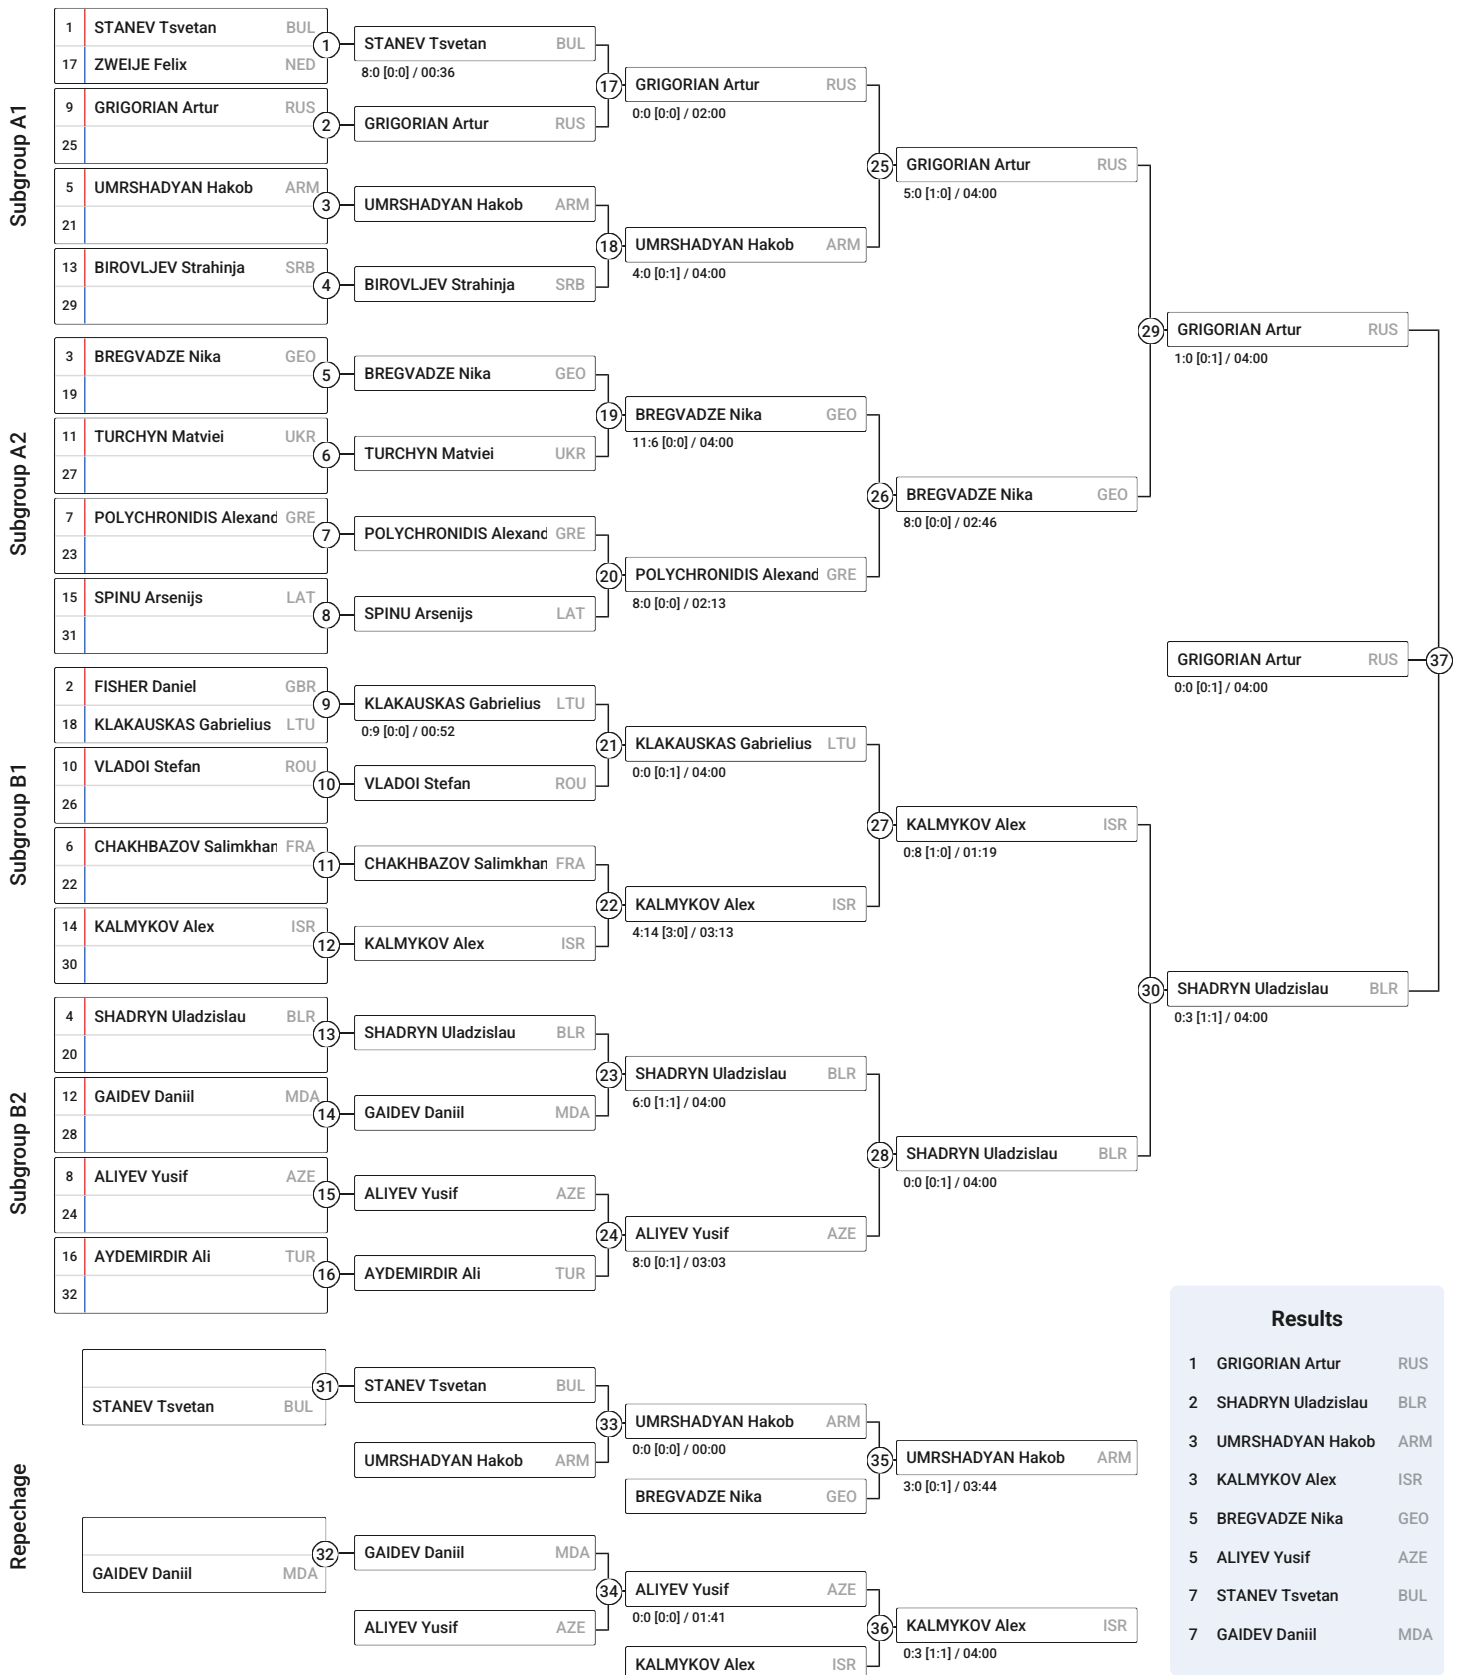 Subgroup A1
1 STANEV Tsvetan BUL
17 ZWEIJE Felix NED
1
9 GRIGORIAN Artur RUS
25
2
5 UMRSHADYAN Hakob ARM
21
3
13 BIROVLJEV Strahinja SRB
29
4
STANEV Tsvetan BUL
8:0 [0:0] / 00:36
GRIGORIAN Artur RUS
17
UMRSHADYAN Hakob ARM
BIROVLJEV Strahinja SRB
18
GRIGORIAN Artur RUS
0:0 [0:0] / 02:00
UMRSHADYAN Hakob ARM
4:0 [0:1] / 04:00
25
GRIGORIAN Artur RUS
5:0 [1:0] / 04:00
Subgroup A2
3 BREGVADZE Nika GEO
19
5
11 TURCHYN Matviei UKR
27
6
7 POLYCHRONIDIS Alexand GRE
23
7
15 SPINU Arsenijs LAT
31
8
BREGVADZE Nika GEO
TURCHYN Matviei UKR
19
POLYCHRONIDIS Alexand GRE
SPINU Arsenijs LAT
20
BREGVADZE Nika GEO
11:6 [0:0] / 04:00
POLYCHRONIDIS Alexand GRE
8:0 [0:0] / 02:13
26
BREGVADZE Nika GEO
8:0 [0:0] / 02:46
29
GRIGORIAN Artur RUS
1:0 [0:1] / 04:00
Subgroup B1
2 FISHER Daniel GBR
18 KLAKAUSKAS Gabrielius LTU
9
10 VLADOI Stefan ROU
26
10
6 CHAKHBAZOV Salimkhan FRA
22
11
14 KALMYKOV Alex ISR
30
12
KLAKAUSKAS Gabrielius LTU
0:9 [0:0] / 00:52
VLADOI Stefan ROU
21
CHAKHBAZOV Salimkhan FRA
KALMYKOV Alex ISR
22
KLAKAUSKAS Gabrielius LTU
0:0 [0:1] / 04:00
KALMYKOV Alex ISR
4:14 [3:0] / 03:13
27
KALMYKOV Alex ISR
0:8 [1:0] / 01:19
Subgroup B2
4 SHADRYN Uladzislau BLR
20
13
12 GAIDEV Daniil MDA
28
14
8 ALIYEV Yusif AZE
24
15
16 AYDEMIRDIR Ali TUR
32
16
SHADRYN Uladzislau BLR
GAIDEV Daniil MDA
23
ALIYEV Yusif AZE
AYDEMIRDIR Ali TUR
24
SHADRYN Uladzislau BLR
6:0 [1:1] / 04:00
ALIYEV Yusif AZE
8:0 [0:1] / 03:03
28
SHADRYN Uladzislau BLR
0:0 [0:1] / 04:00
30
SHADRYN Uladzislau BLR
0:3 [1:1] / 04:00
GRIGORIAN Artur RUS
0:0 [0:1] / 04:00
37
Repechage
STANEV Tsvetan BUL
31
STANEV Tsvetan BUL
UMRSHADYAN Hakob ARM
33
UMRSHADYAN Hakob ARM
0:0 [0:0] / 00:00
BREGVADZE Nika GEO
35
UMRSHADYAN Hakob ARM
3:0 [0:1] / 03:44
GAIDEV Daniil MDA
32
GAIDEV Daniil MDA
ALIYEV Yusif AZE
34
ALIYEV Yusif AZE
0:0 [0:0] / 01:41
KALMYKOV Alex ISR
36
KALMYKOV Alex ISR
0:3 [1:1] / 04:00
Results
1 GRIGORIAN Artur RUS
2 SHADRYN Uladzislau BLR
3 UMRSHADYAN Hakob ARM
3 KALMYKOV Alex ISR
5 BREGVADZE Nika GEO
5 ALIYEV Yusif AZE
7 STANEV Tsvetan BUL
7 GAIDEV Daniil MDA